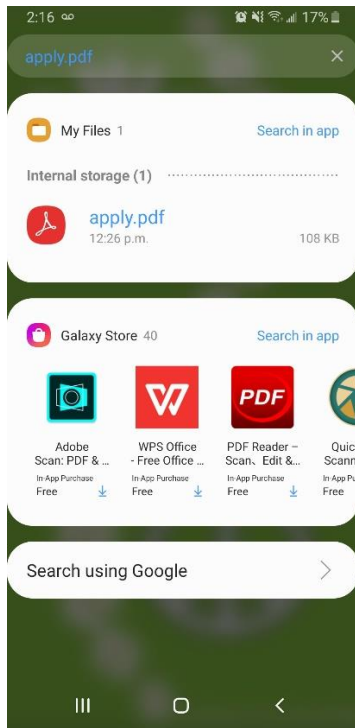 2:16 17%
apply.pdf
My Files 1 Search in app
Internal storage (1)
apply.pdf
12:26 p.m. 108 KB
Galaxy Store 40 Search in app
PDF
Adobe WPS Office PDF Reader – Quic
Scan: PDF & ... - Free Office ... Scan、Edit &... Scann
In-App Purchase In-App Purchase In-App Purchase In-App Pu
Free Free Free Free
Search using Google